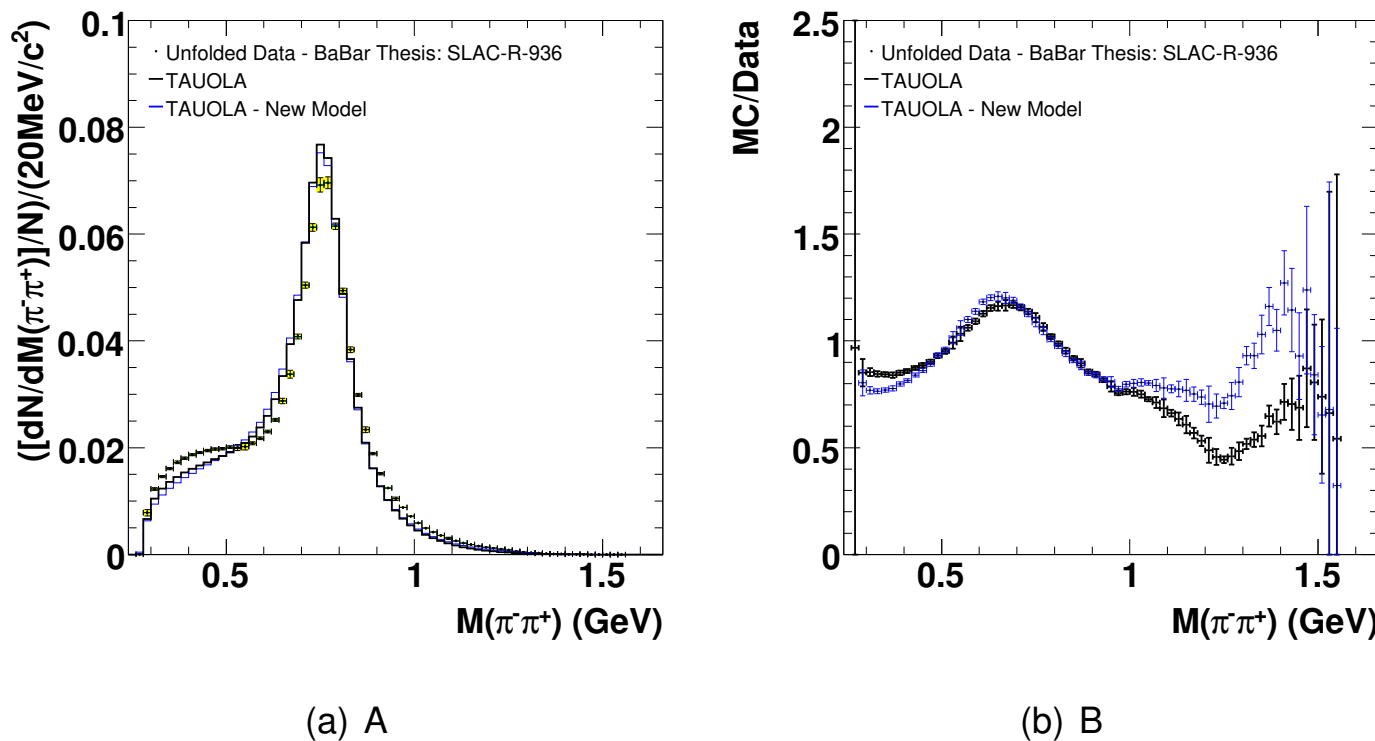 ([dN/dM(π⁻π⁺)]/N)/(20MeV/c²)
0.1
0.08
0.06
0.04
0.02
0
Unfolded Data - BaBar Thesis: SLAC-R-936
TAUOLA
TAUOLA - New Model
0.5
1
1.5
M(π⁻π⁺) (GeV)
(a) A
MC/Data
2.5
2
1.5
1
0.5
0
Unfolded Data - BaBar Thesis: SLAC-R-936
TAUOLA
TAUOLA - New Model
0.5
1
1.5
M(π⁻π⁺) (GeV)
(b) B